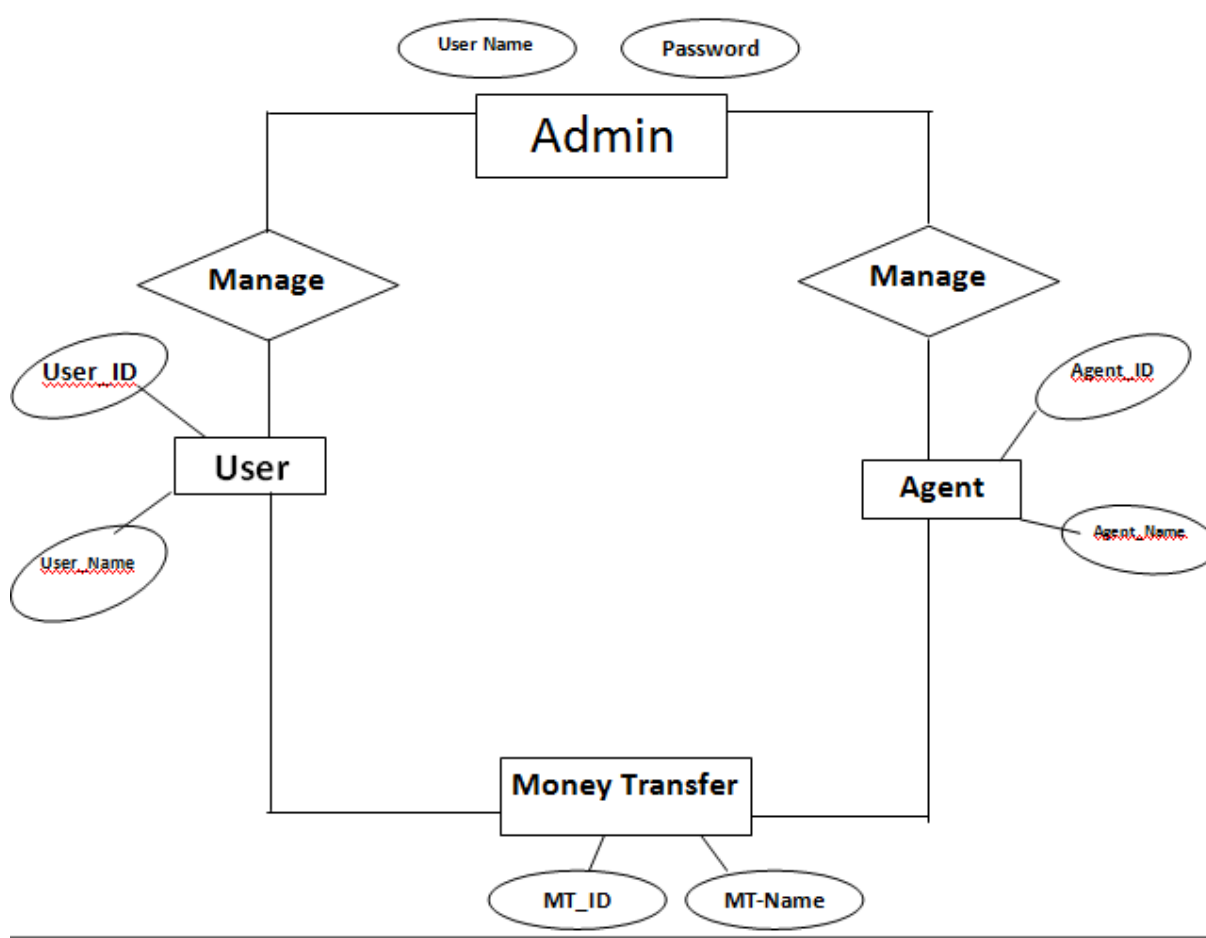 User Name
Password
Admin
Manage
Manage
User_ID
Agent_ID
User
Agent
User_Name
Agent_Name
Money Transfer
MT_ID
MT-Name